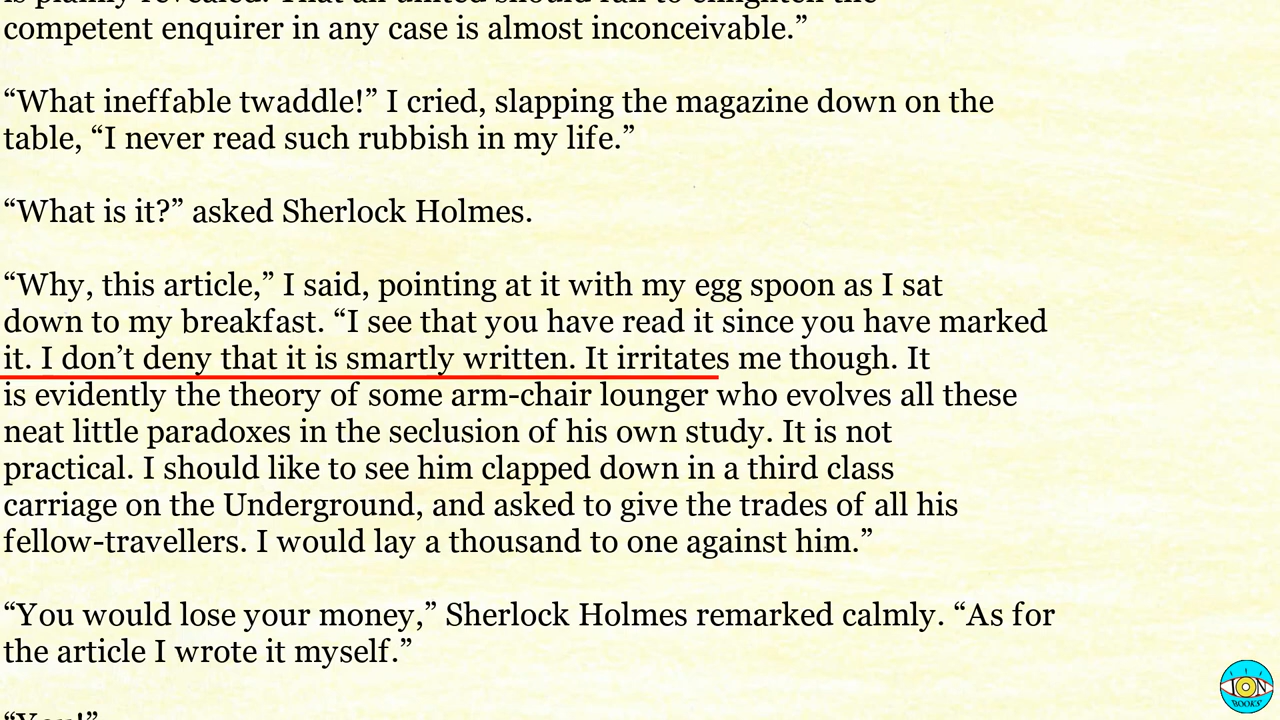 competent enquirer in any case is almost inconceivable.”
“What ineffable twaddle!” I cried, slapping the magazine down on the
table, “I never read such rubbish in my life.”
“What is it?” asked Sherlock Holmes.
“Why, this article,” I said, pointing at it with my egg spoon as I sat
down to my breakfast. “I see that you have read it since you have marked
it. I don’t deny that it is smartly written. It irritates me though. It
is evidently the theory of some arm-chair lounger who evolves all these
neat little paradoxes in the seclusion of his own study. It is not
practical. I should like to see him clapped down in a third class
carriage on the Underground, and asked to give the trades of all his
fellow-travellers. I would lay a thousand to one against him.”
“You would lose your money,” Sherlock Holmes remarked calmly. “As for
the article I wrote it myself.”
ION
BOOKS